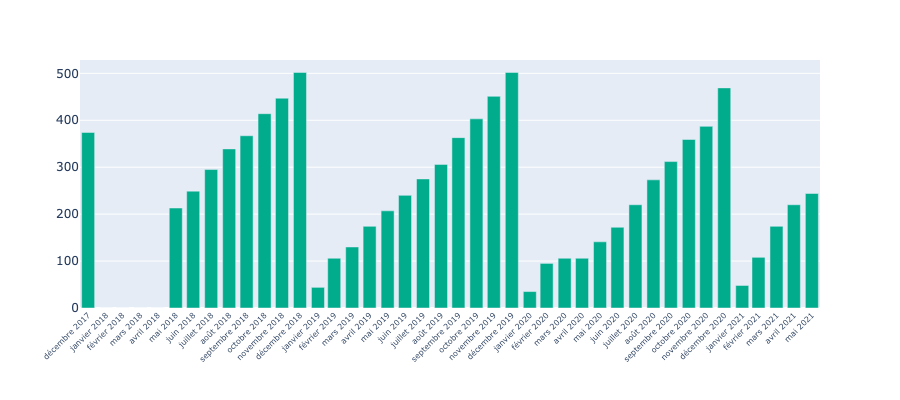 500
400
300
200
100
0
décembre 2017
janvier 2018
février 2018
mars 2018
avril 2018
mai 2018
juin 2018
juillet 2018
août 2018
septembre 2018
octobre 2018
novembre 2018
décembre 2018
janvier 2019
février 2019
mars 2019
avril 2019
mai 2019
juin 2019
juillet 2019
août 2019
septembre 2019
octobre 2019
novembre 2019
décembre 2019
janvier 2020
février 2020
mars 2020
avril 2020
mai 2020
juin 2020
juillet 2020
août 2020
septembre 2020
octobre 2020
novembre 2020
décembre 2020
janvier 2021
février 2021
mars 2021
avril 2021
mai 2021